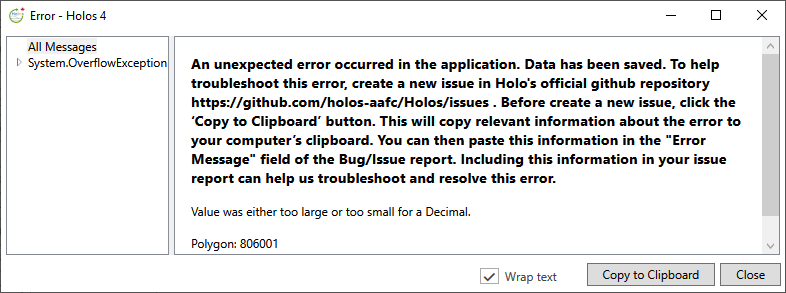 Error - Holos 4
All Messages
System.OverflowException
An unexpected error occurred in the application. Data has been saved. To help
troubleshoot this error, create a new issue in Holo's official github repository
https://github.com/holos-aafc/Holos/issues . Before create a new issue, click the
‘Copy to Clipboard’ button. This will copy relevant information about the error to
your computer’s clipboard. You can then paste this information in the "Error
Message" field of the Bug/Issue report. Including this information in your issue
report can help us troubleshoot and resolve this error.
Value was either too large or too small for a Decimal.
Polygon: 806001
Wrap text
Copy to Clipboard
Close